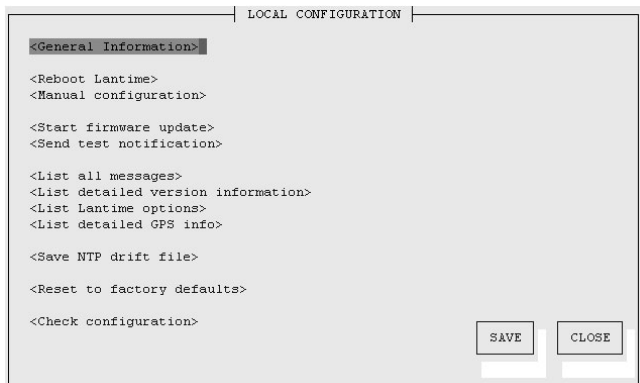 LOCAL CONFIGURATION
<General Information>
<Reboot Lantime>
<Manual configuration>
<Start firmware update>
<Send test notification>
<List all messages>
<List detailed version information>
<List Lantime options>
<List detailed GPS info>
<Save NTP drift file>
<Reset to factory defaults>
<Check configuration>
SAVE CLOSE